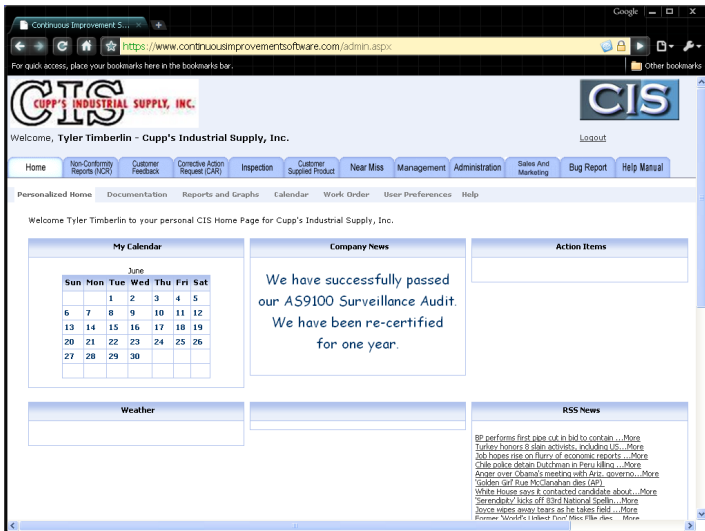 Google
Continuous Improvement S...
https://www.continuousimprovementsoftware.com/admin.aspx
For quick access, place your bookmarks here in the bookmarks bar.
Other bookmarks
CIS
CUPP'S INDUSTRIAL SUPPLY, INC.
CIS
Welcome, Tyler Timberlin - Cupp's Industrial Supply, Inc.
Logout
Home
Non-Conformity
Reports (NCR)
Customer
Feedback
Corrective Action
Request (CAR)
Inspection
Customer
Supplied Product
Near Miss
Management
Administration
Sales And
Marketing
Bug Report
Help Manual
Personalized Home Documentation Reports and Graphs Calendar Work Order User Preferences Help
Welcome Tyler Timberlin to your personal CIS Home Page for Cupp's Industrial Supply, Inc.
My Calendar
June
Sun Mon Tue Wed Thu Fri Sat
1 2 3 4 5
6 7 8 9 10 11 12
13 14 15 16 17 18 19
20 21 22 23 24 25 26
27 28 29 30
Company News
We have successfully passed
our AS9100 Surveillance Audit.
We have been re-certified
for one year.
Action Items
Weather
RSS News
BP performs first pipe cut in bid to contain ...More
Turkey honors 8 slain activists, including US...More
Job hopes rise on flurry of economic reports ...More
Chile police detain Dutchman in Peru killing ...More
Anger over Obama's meeting with Ariz. governo...More
'Golden Girl' Rue McClanahan dies (AP)
White House says it contacted candidate about...More
'Serendipity' kicks off 83rd National Spellin...More
Joyce wipes away tears as he takes field ...More
Former 'World's Ugliest Dog' Miss Ellie dies ...More